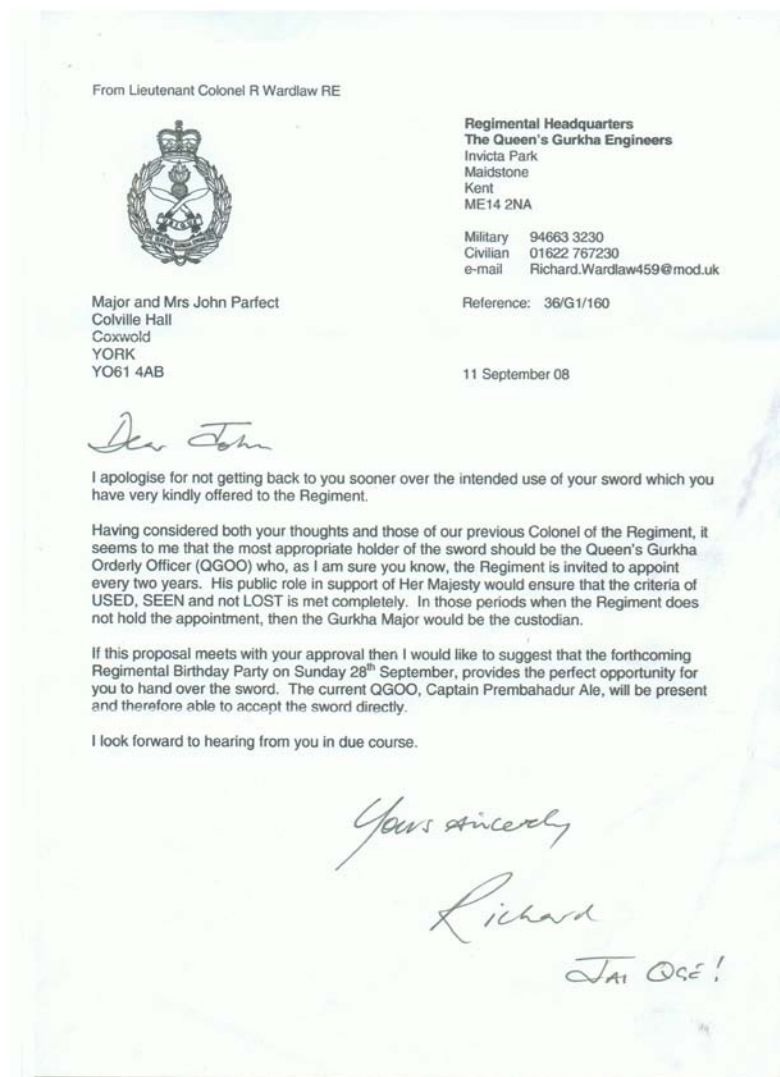 From Lieutenant Colonel R Wardlaw RE
Regimental Headquarters
The Queen's Gurkha Engineers
Invicta Park
Maidstone
Kent
ME14 2NA
Military 94663 3230
Civilian 01622 767230
e-mail Richard.Wardlaw459@mod.uk
Major and Mrs John Parfect
Colville Hall
Coxwold
YORK
YO61 4AB
Reference: 36/G1/160
11 September 08
Dear John
I apologise for not getting back to you sooner over the intended use of your sword which you
have very kindly offered to the Regiment.
Having considered both your thoughts and those of our previous Colonel of the Regiment, it
seems to me that the most appropriate holder of the sword should be the Queen's Gurkha
Orderly Officer (QGOO) who, as I am sure you know, the Regiment is invited to appoint
every two years. His public role in support of Her Majesty would ensure that the criteria of
USED, SEEN and not LOST is met completely. In those periods when the Regiment does
not hold the appointment, then the Gurkha Major would be the custodian.
If this proposal meets with your approval then I would like to suggest that the forthcoming
Regimental Birthday Party on Sunday 28th September, provides the perfect opportunity for
you to hand over the sword. The current QGOO, Captain Prembahadur Ale, will be present
and therefore able to accept the sword directly.
I look forward to hearing from you in due course.
Yours sincerely
Richard
JAI QGE!